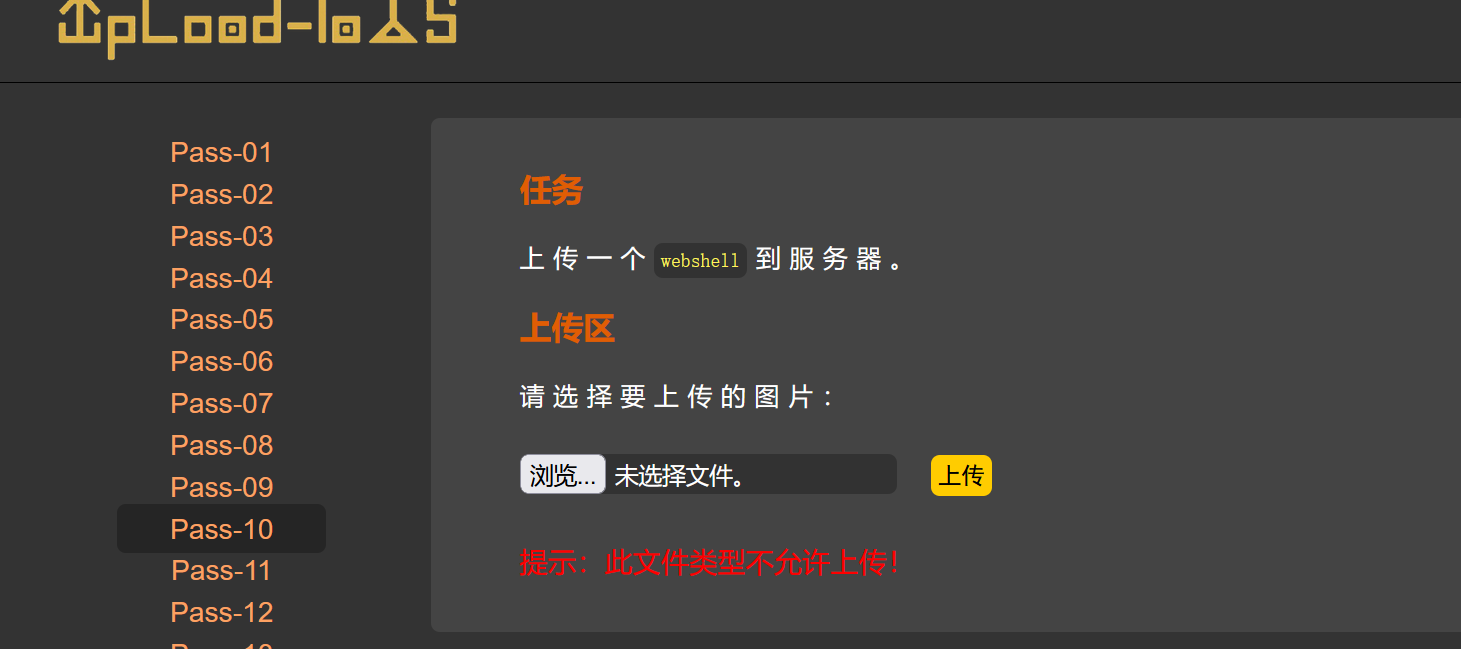 UpLoad-labs
Pass-01
Pass-02
Pass-03
Pass-04
Pass-05
Pass-06
Pass-07
Pass-08
Pass-09
Pass-10
Pass-11
Pass-12
任务
上传一个 webshell 到服务器。
上传区
请选择要上传的图片：
浏览... 未选择文件。 上传
提示：此文件类型不允许上传！